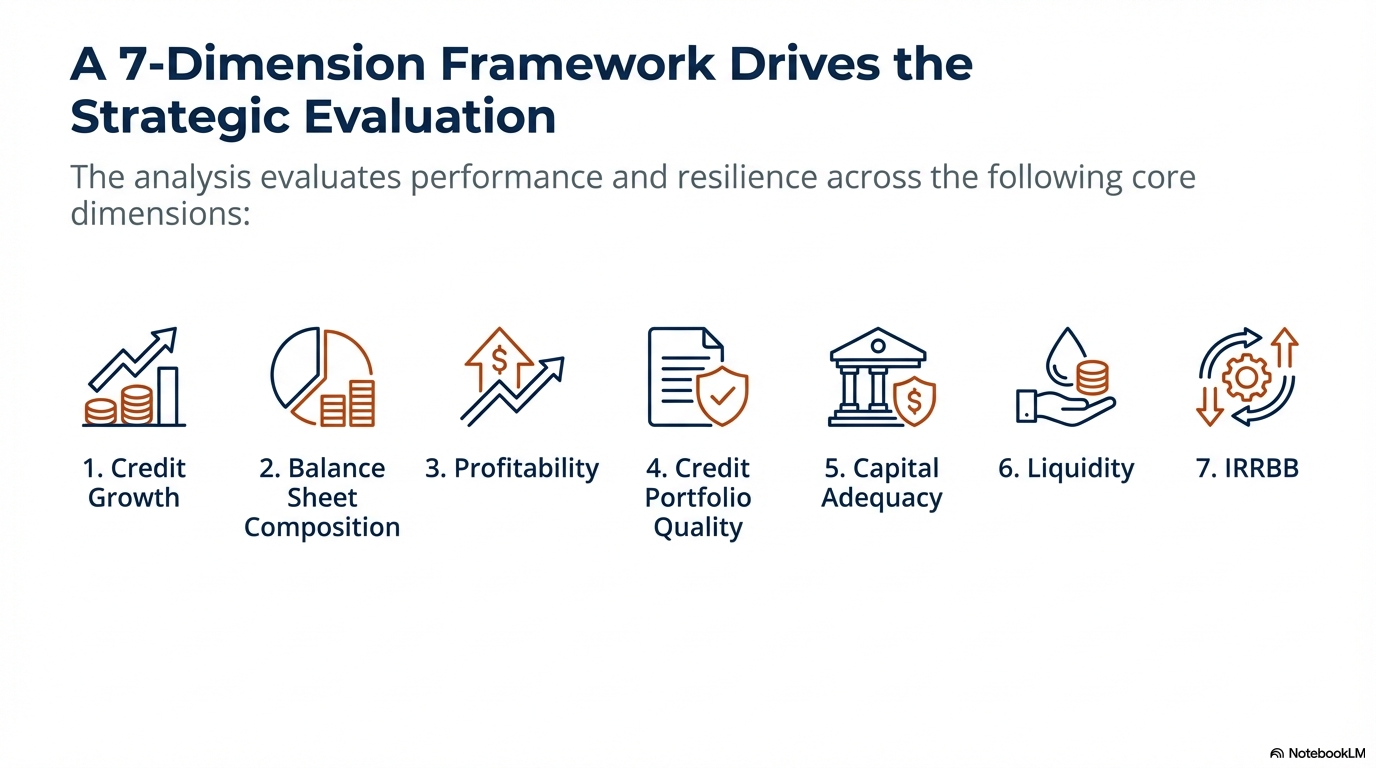 A 7-Dimension Framework Drives the
Strategic Evaluation
The analysis evaluates performance and resilience across the following core
dimensions:
$
$
1. Credit
Growth
2. Balance
Sheet
Composition
3. Profitability
4. Credit
Portfolio
Quality
5. Capital
Adequacy
6. Liquidity
7. IRRBB
NotebookLM